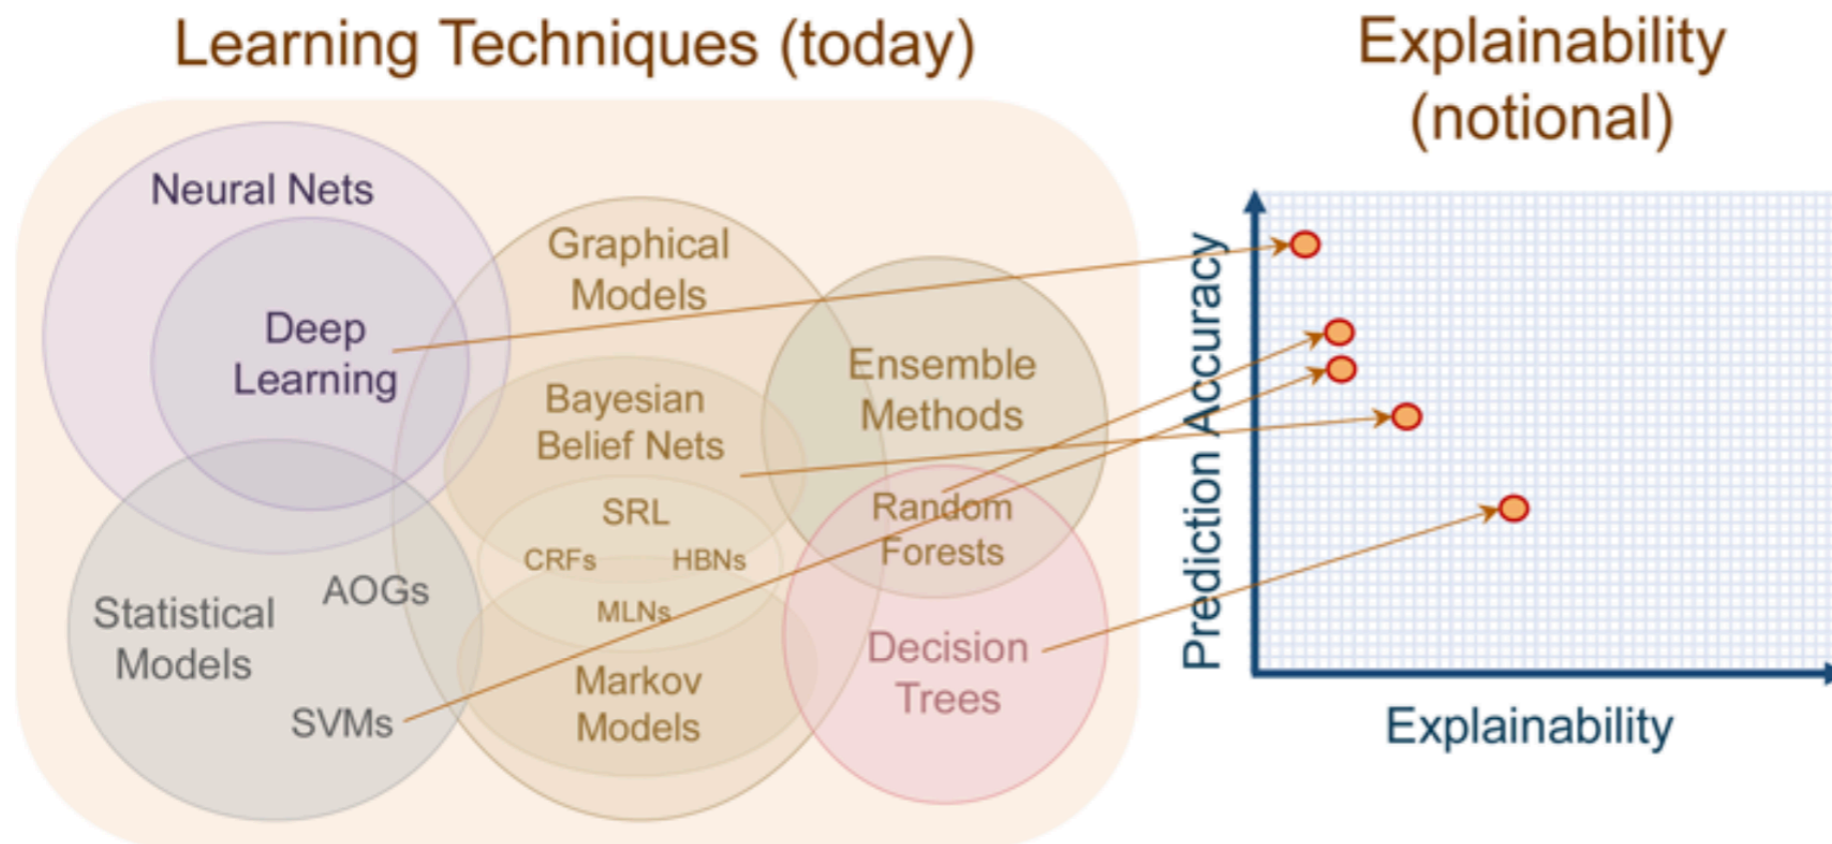 Learning Techniques (today)
Explainability
(notional)
Neural Nets
Deep
Learning
Graphical
Models
Ensemble
Methods
Bayesian
Belief Nets
SRL
CRFs
HBNs
MLNs
Markov
Models
Random
Forests
Decision
Trees
Statistical
Models
AOGs
SVMs
Prediction Accuracy
Explainability